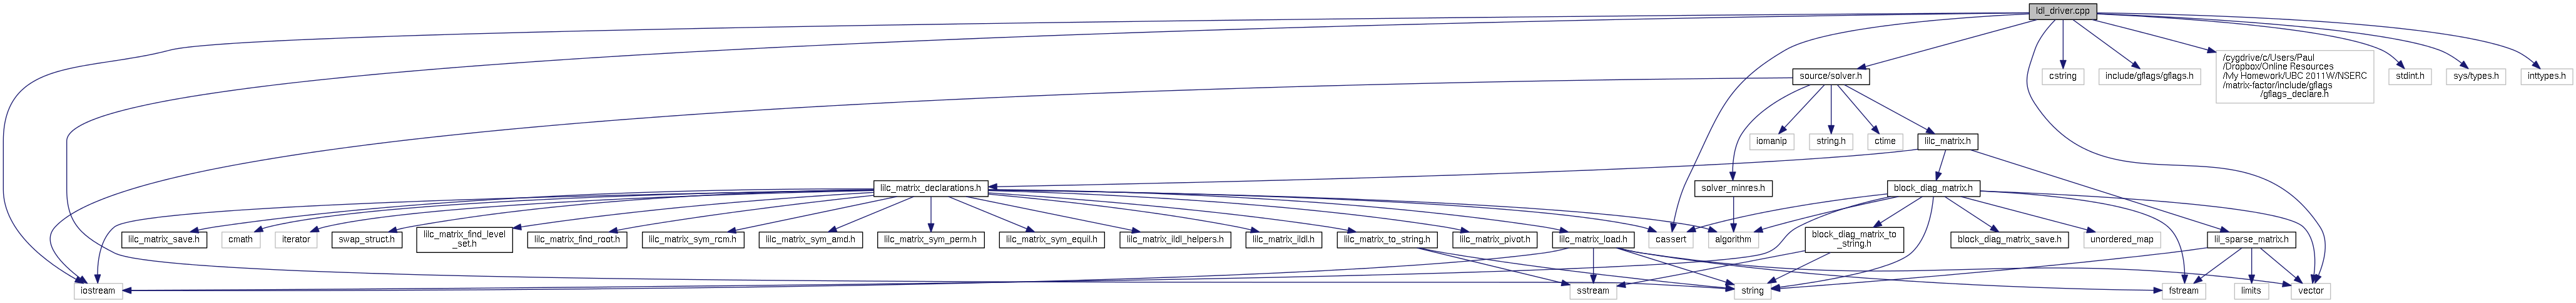 ldl_driver.cpp
source/solver.h
cstring
include/gflags/gflags.h
/cygdrive/c/Users/Paul
/Dropbox/Online Resources
/My Homework/UBC 2011W/NSERC
/matrix-factor/include/gflags
/gflags_declare.h
stdint.h
sys/types.h
inttypes.h
iomanip
string.h
ctime
lilc_matrix.h
lilc_matrix_declarations.h
solver_minres.h
block_diag_matrix.h
lilc_matrix_save.h
cmath
iterator
swap_struct.h
lilc_matrix_find_level
_set.h
lilc_matrix_find_root.h
lilc_matrix_sym_rcm.h
lilc_matrix_sym_amd.h
lilc_matrix_sym_perm.h
lilc_matrix_sym_equil.h
lilc_matrix_ildl_helpers.h
lilc_matrix_ildl.h
lilc_matrix_to_string.h
lilc_matrix_pivot.h
lilc_matrix_load.h
cassert
algorithm
block_diag_matrix_to
_string.h
block_diag_matrix_save.h
unordered_map
lil_sparse_matrix.h
iostream
sstream
string
fstream
limits
vector